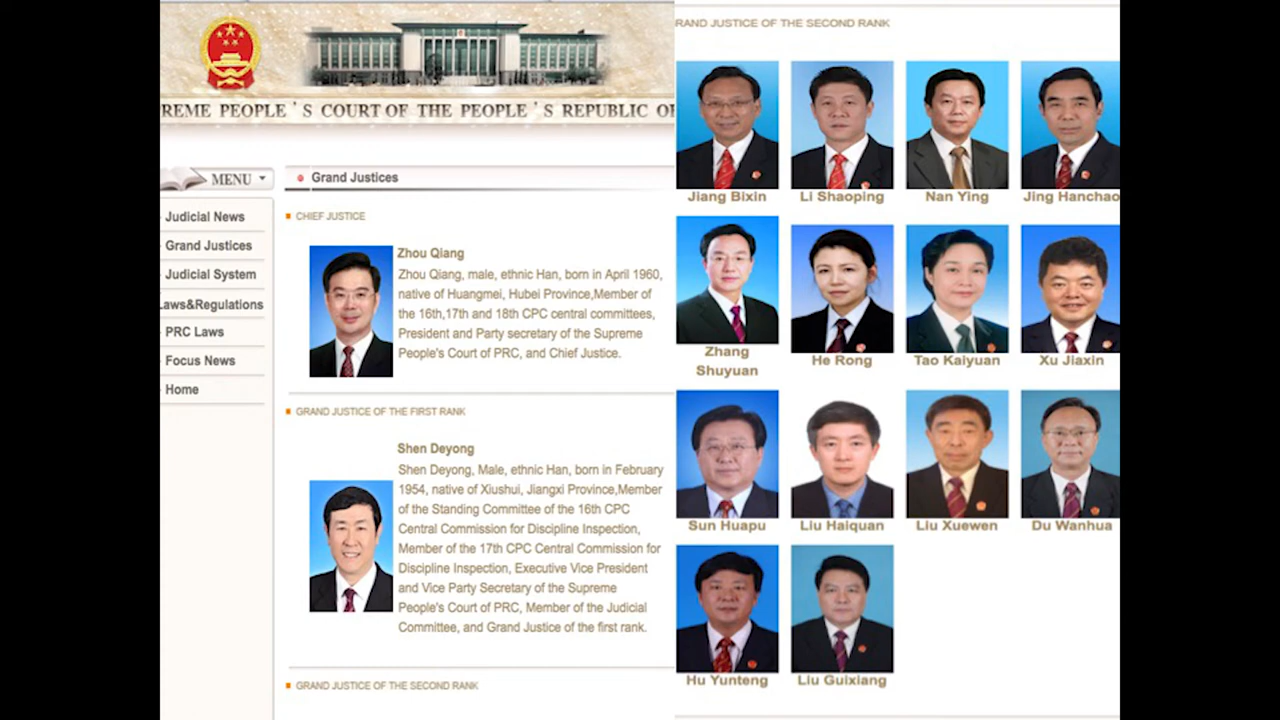 REME PEOPLE ' S COURT OF THE PEOPLE ' S REPUBLIC OF
MENU
Judicial News
Grand Justices
Judicial System
Laws&Regulations
PRC Laws
Focus News
Home
Grand Justices
CHIEF JUSTICE
Zhou Qiang
Zhou Qiang, male, ethnic Han, born in April 1960,
native of Huangmei, Hubei Province,Member of
the 16th,17th and 18th CPC central committees,
President and Party secretary of the Supreme
People's Court of PRC, and Chief Justice.
GRAND JUSTICE OF THE FIRST RANK
Shen Deyong
Shen Deyong, Male, ethnic Han, born in February
1954, native of Xiushui, Jiangxi Province,Member
of the Standing Committee of the 16th CPC
Central Commission for Discipline Inspection,
Member of the 17th CPC Central Commission for
Discipline Inspection, Executive Vice President
and Vice Party Secretary of the Supreme
People's Court of PRC, Member of the Judicial
Committee, and Grand Justice of the first rank.
GRAND JUSTICE OF THE SECOND RANK
RAND JUSTICE OF THE SECOND RANK
Jiang Bixin
Li Shaoping
Nan Ying
Jing Hanchao
Zhang
Shuyuan
He Rong
Tao Kaiyuan
Xu Jiaxin
Sun Huapu
Liu Haiquan
Liu Xuewen
Du Wanhua
Hu Yunteng
Liu Guixiang